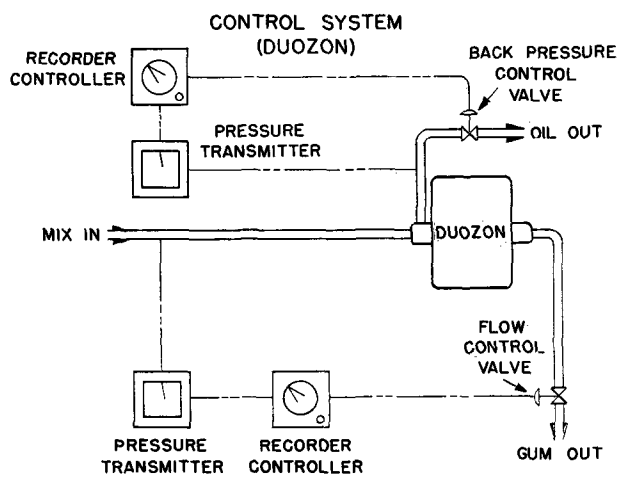 CONTROL SYSTEM
(DUOZON)
RECORDER
CONTROLLER
BACK PRESSURE
CONTROL
VALVE
PRESSURE
TRANSMITTER
OIL OUT
MIX IN
DUOZON
FLOW
CONTROL
VALVE
PRESSURE
TRANSMITTER
RECORDER
CONTROLLER
GUM OUT